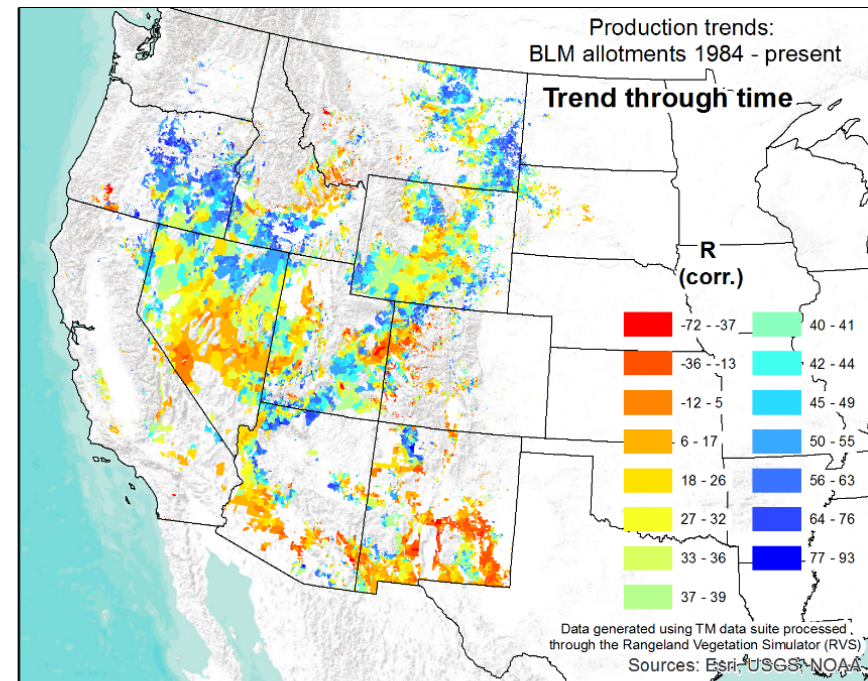 Production trends:
BLM allotments 1984 - present
Trend through time
R
(corr.)
-72 - -37
-36 - -13
-12 - 5
6 - 17
18 - 26
27 - 32
33 - 36
37 - 39
40 - 41
42 - 44
45 - 49
50 - 55
56 - 63
64 - 76
77 - 93
Data generated using TM data suite processed
through the Rangeland Vegetation Simulator (RVS)
Sources: Esri, USGS, NOAA